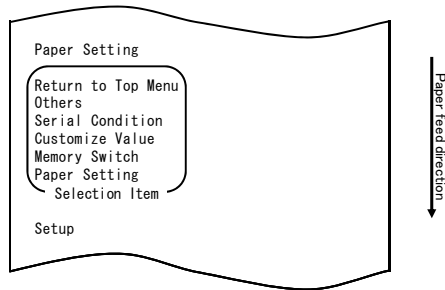 Paper Setting
Return to Top Menu
Others
Serial Condition
Customize Value
Memory Switch
Paper Setting
Selection Item
Setup
Paper feed direction